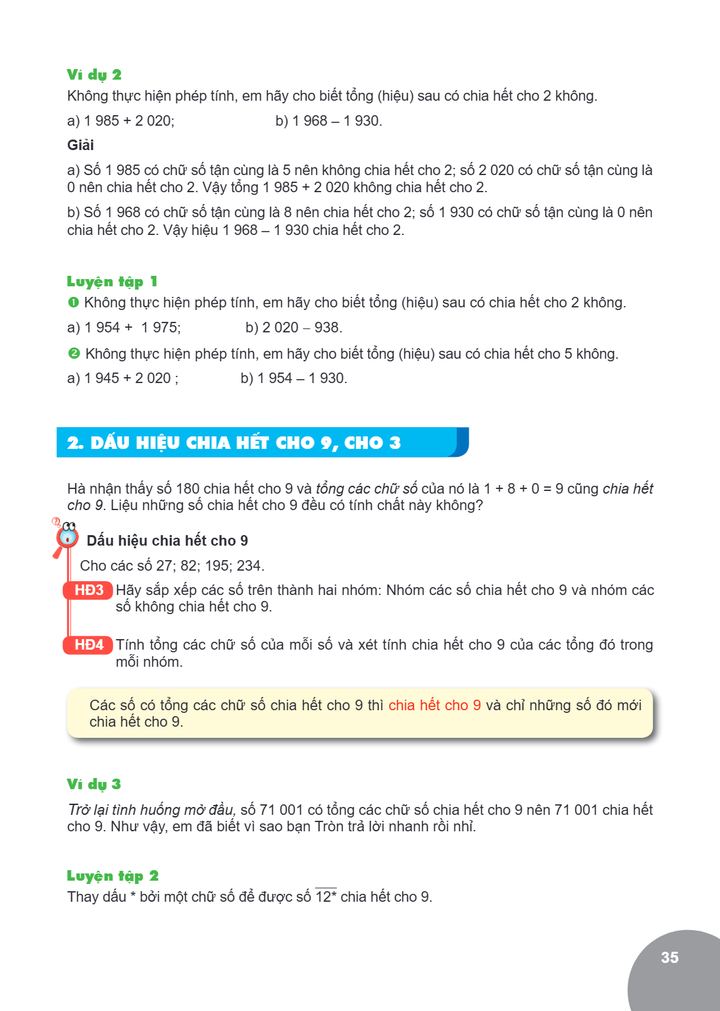 Ví dụ 2
Không thực hiện phép tính, em hãy cho biết tổng (hiệu) sau có chia hết cho 2 không.
a) 1 985 + 2 020; b) 1 968 – 1 930.
Giải
a) Số 1 985 có chữ số tận cùng là 5 nên không chia hết cho 2; số 2 020 có chữ số tận cùng là
0 nên chia hết cho 2. Vậy tổng 1 985 + 2 020 không chia hết cho 2.
b) Số 1 968 có chữ số tận cùng là 8 nên chia hết cho 2; số 1 930 có chữ số tận cùng là 0 nên
chia hết cho 2. Vậy hiệu 1 968 – 1 930 chia hết cho 2.
Luyện tập 1
❶ Không thực hiện phép tính, em hãy cho biết tổng (hiệu) sau có chia hết cho 2 không.
a) 1 954 + 1 975; b) 2 020 – 938.
❷ Không thực hiện phép tính, em hãy cho biết tổng (hiệu) sau có chia hết cho 5 không.
a) 1 945 + 2 020 ; b) 1 954 – 1 930.
2. DẤU HIỆU CHIA HẾT CHO 9, CHO 3
Hà nhận thấy số 180 chia hết cho 9 và tổng các chữ số của nó là 1 + 8 + 0 = 9 cũng chia hết
cho 9. Liệu những số chia hết cho 9 đều có tính chất này không?
Dấu hiệu chia hết cho 9
Cho các số 27; 82; 195; 234.
HĐ3 Hãy sắp xếp các số trên thành hai nhóm: Nhóm các số chia hết cho 9 và nhóm các
số không chia hết cho 9.
HĐ4 Tính tổng các chữ số của mỗi số và xét tính chia hết cho 9 của các tổng đó trong
mỗi nhóm.
Các số có tổng các chữ số chia hết cho 9 thì chia hết cho 9 và chỉ những số đó mới
chia hết cho 9.
Ví dụ 3
Trở lại tình huống mở đầu, số 71 001 có tổng các chữ số chia hết cho 9 nên 71 001 chia hết
cho 9. Như vậy, em đã biết vì sao bạn Tròn trả lời nhanh rồi nhỉ.
Luyện tập 2
Thay dấu * bởi một chữ số để được số 1̅2̅*̅ chia hết cho 9.
35